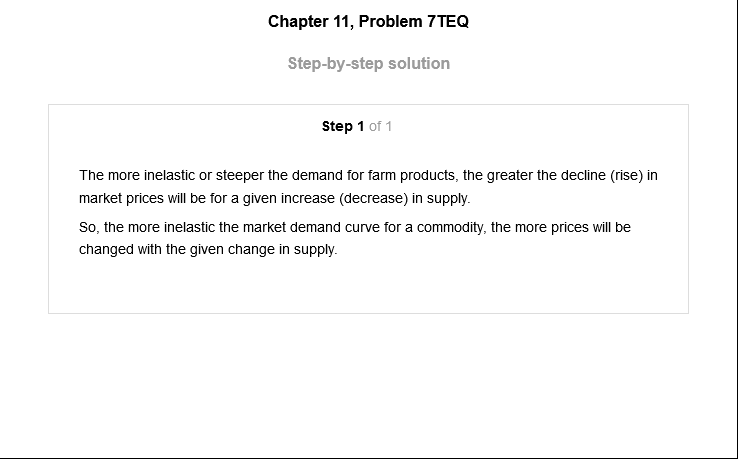 Chapter 11, Problem 7TEQ
Step-by-step solution
Step 1 of 1
The more inelastic or steeper the demand for farm products, the greater the decline (rise) in
market prices will be for a given increase (decrease) in supply.
So, the more inelastic the market demand curve for a commodity, the more prices will be
changed with the given change in supply.